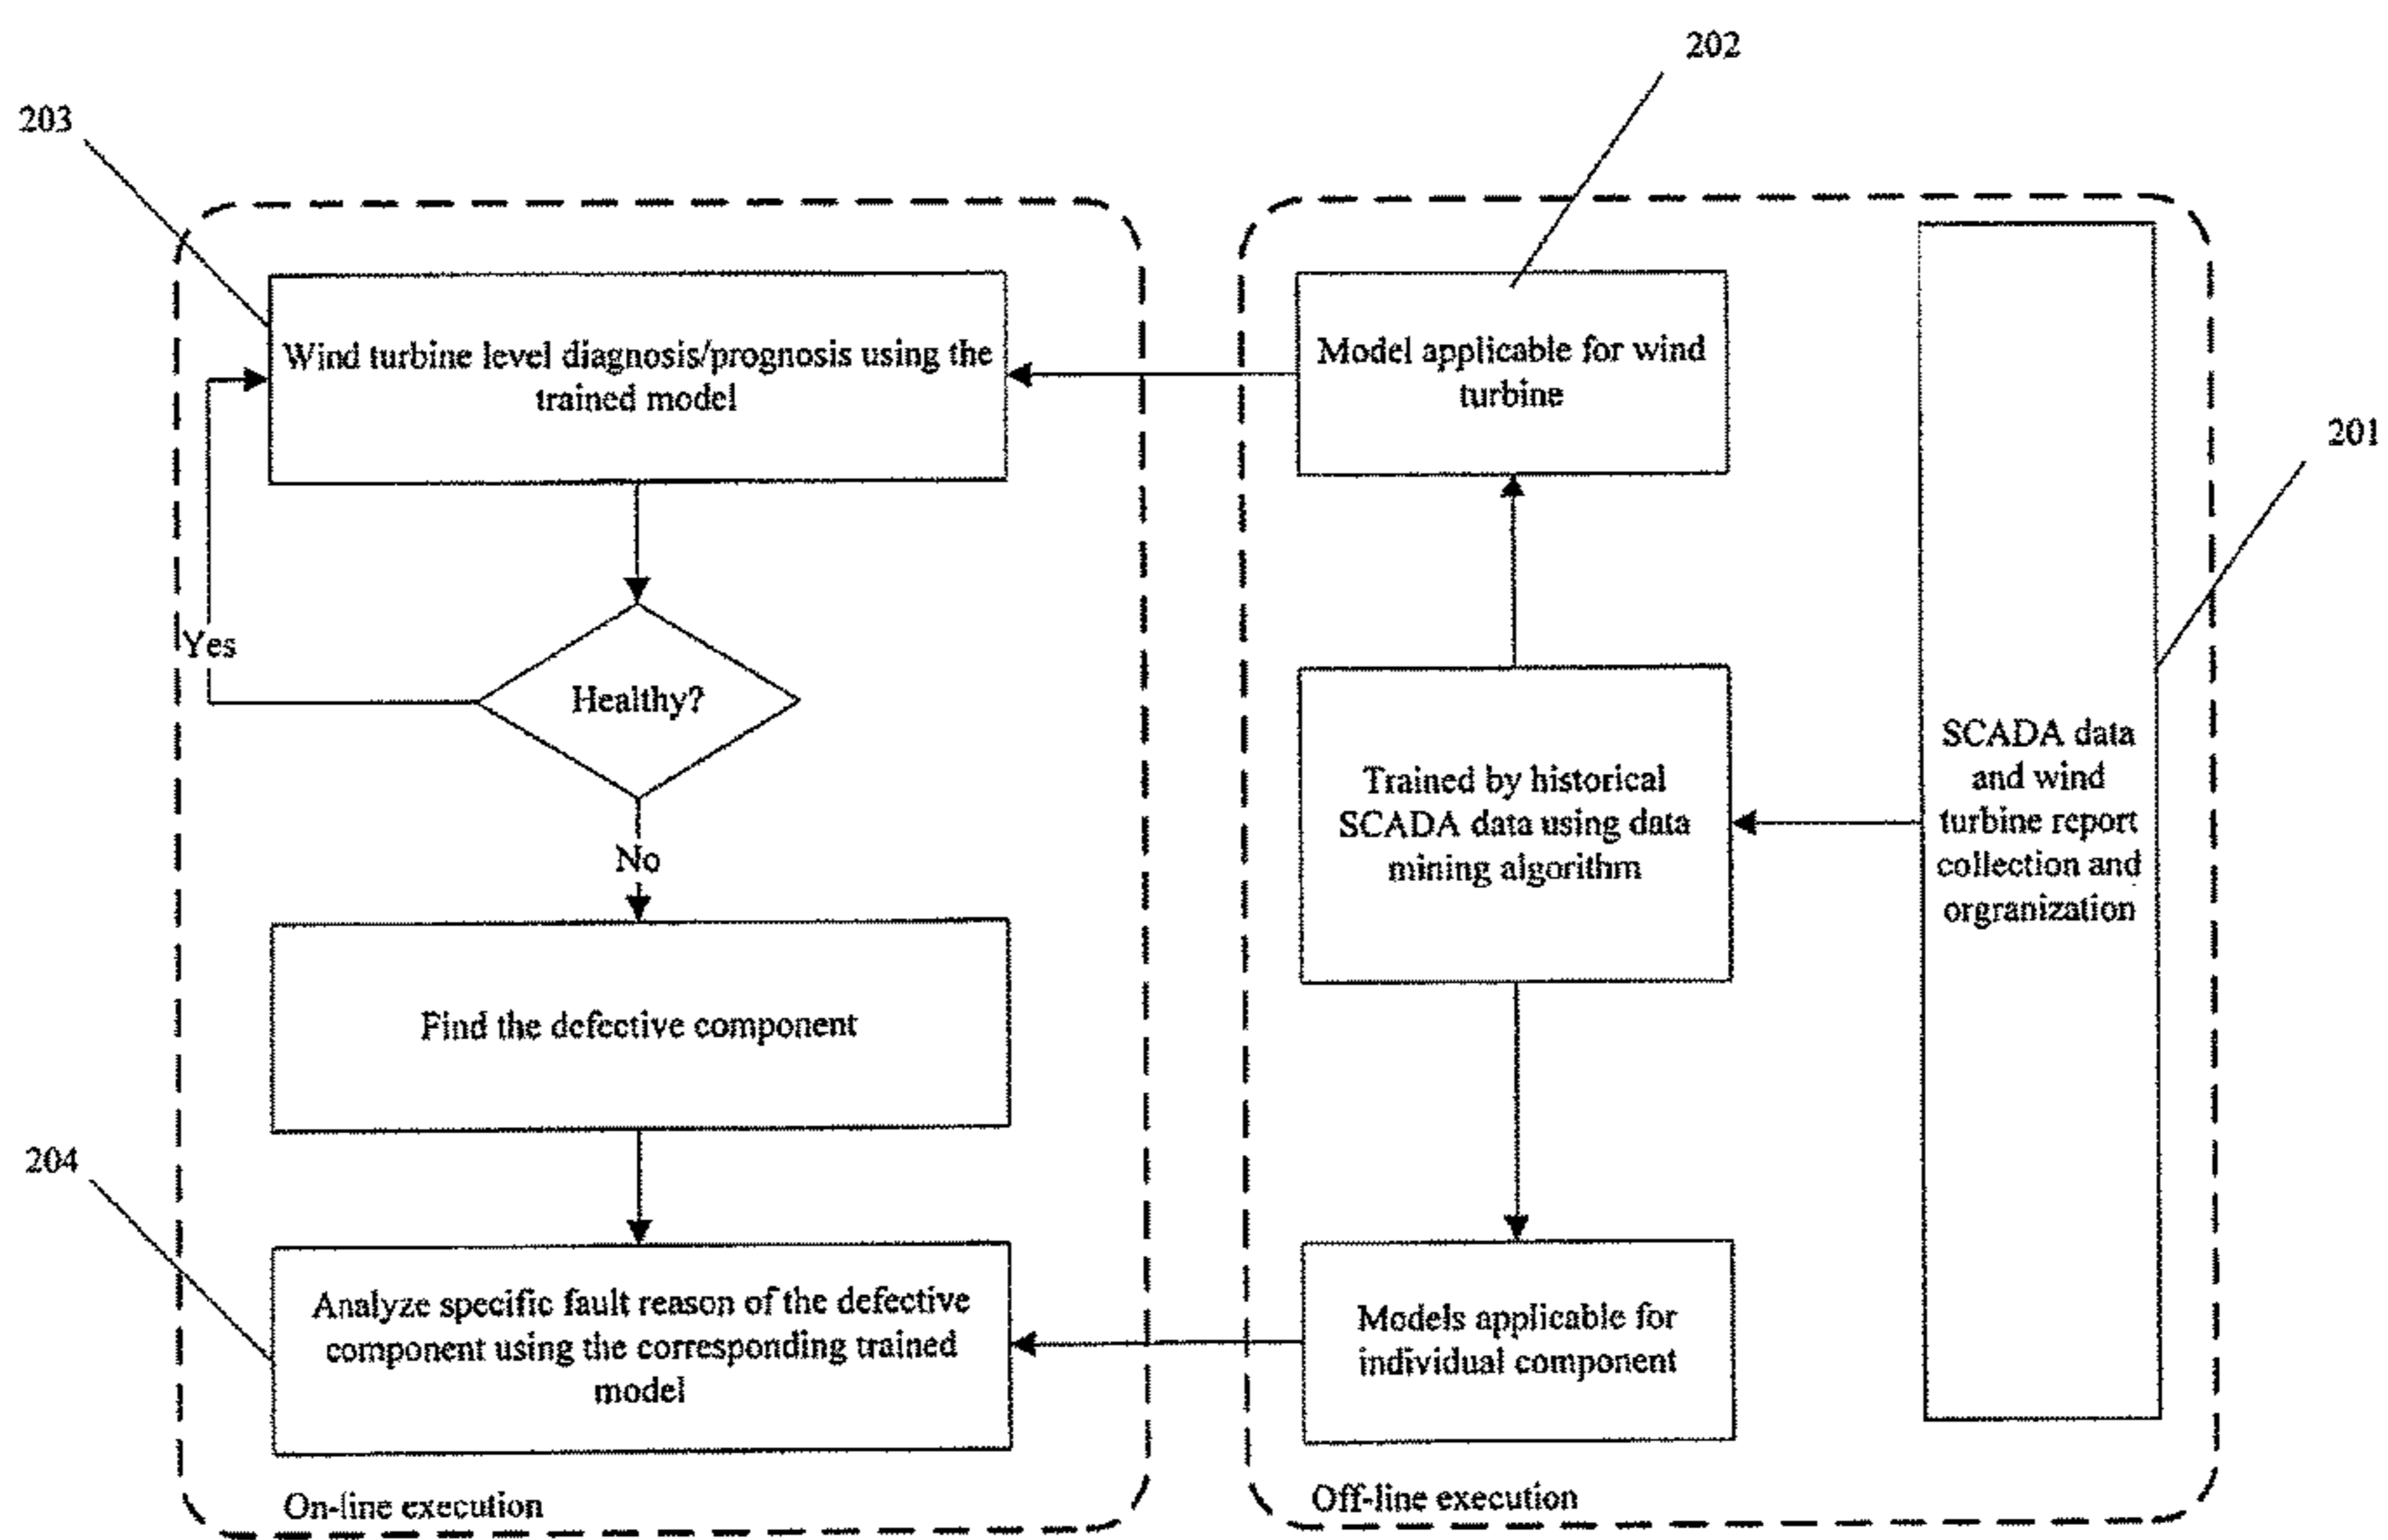 202
203
Wind turbine level diagnosis/prognosis using the
trained model
Model applicable for wind
turbine
201
Yes
Healthy?
No
Trained by historical
SCADA data using data
mining algorithm
SCADA data
and wind
turbine report
collection and
orgranization
Find the defective component
204
Analyze specific fault reason of the defective
component using the corresponding trained
model
Models applicable for
individual component
On-line execution
Off-line execution